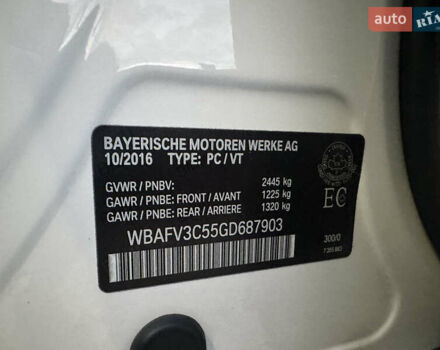 auto RIA
BAYERISCHE MOTOREN WERKE AG
10/2016 TYPE: PC / VT
GVWR / PNBV: 2445 kg
GAWR / PNBE: FRONT / AVANT 1225 kg
GAWR / PNBE: REAR / ARRIERE 1320 kg
EC
WBAFV3C55GD687903
300/0